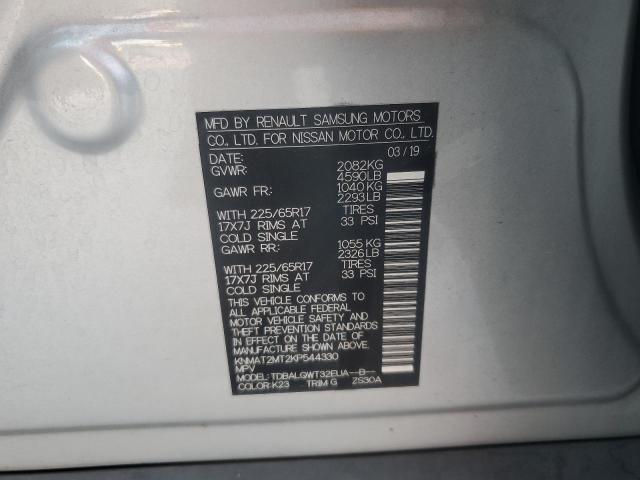 MFD BY RENAULT SAMSUNG MOTORS
CO., LTD. FOR NISSAN MOTOR CO., LTD.
DATE: 03/19
GVWR: 2082KG
4590LB
GAWR FR: 1040KG
2293LB
WITH 225/65R17 TIRES
17X7J RIMS AT 33 PSI
COLD SINGLE
GAWR RR: 1055KG
2326LB
WITH 225/65R17 TIRES
17X7J RIMS AT 33 PSI
COLD SINGLE
THIS VEHICLE CONFORMS TO
ALL APPLICABLE FEDERAL
MOTOR VEHICLE SAFETY AND
THEFT PREVENTION STANDARDS
IN EFFECT ON THE DATE OF
MANUFACTURE SHOWN ABOVE.
KNMAT2MT2KP544330
MPV
MODEL:TDBALQWT32EUA--B--
COLOR:K23 TRIM:G ZS30A